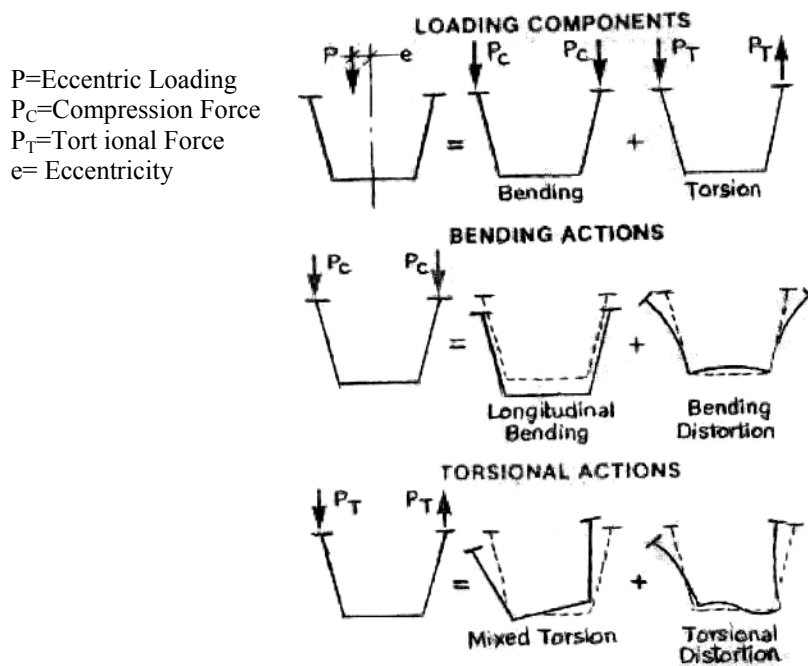 LOADING COMPONENTS
P e P_C P_C P_T P_T
P=Eccentric Loading
P_C=Compression Force
P_T=Tort ional Force
e= Eccentricity
= +
Bending Torsion
BENDING ACTIONS
P_C P_C
= +
Longitudinal Bending
Bending Distortion
TORSIONAL ACTIONS
P_T P_T
= +
Mixed Torsion
Torsional
Distortion